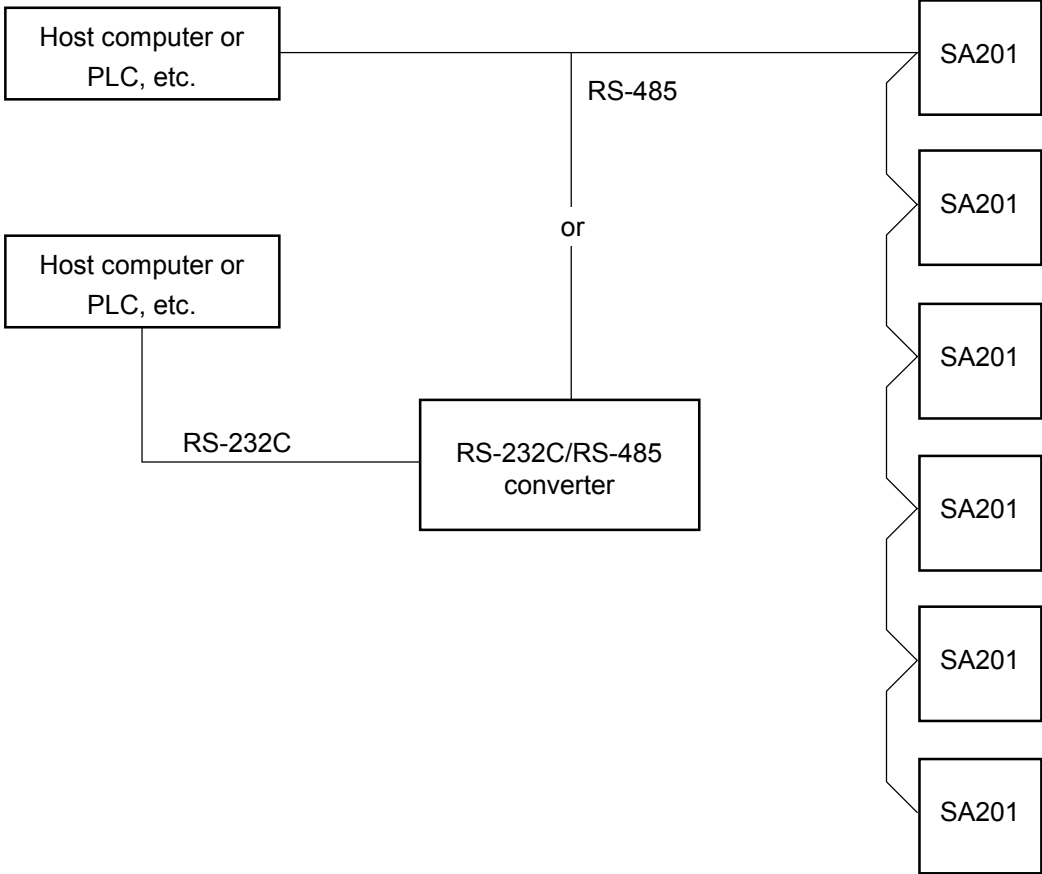 Host computer or
PLC, etc.
SA201
RS-485
SA201
or
Host computer or
PLC, etc.
SA201
RS-232C
RS-232C/RS-485
converter
SA201
SA201
SA201